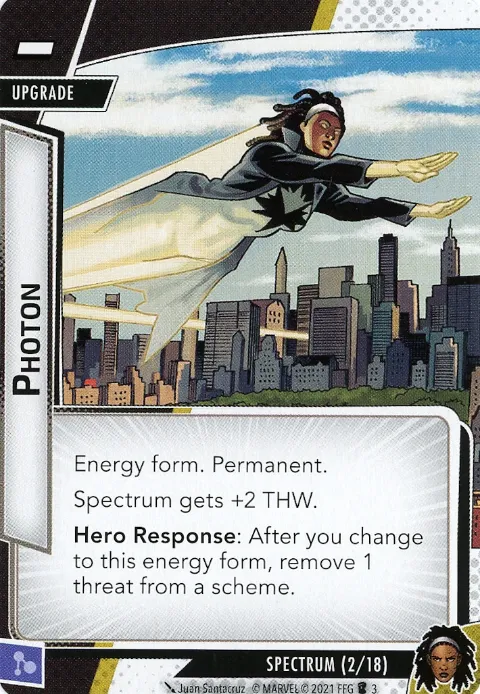 –
UPGRADE
PHOTON
Energy form. Permanent.
Spectrum gets +2 THW.
Hero Response: After you change
to this energy form, remove 1
threat from a scheme.
SPECTRUM (2/18)
Juan Santacruz © MARVEL © 2021 FFG 3